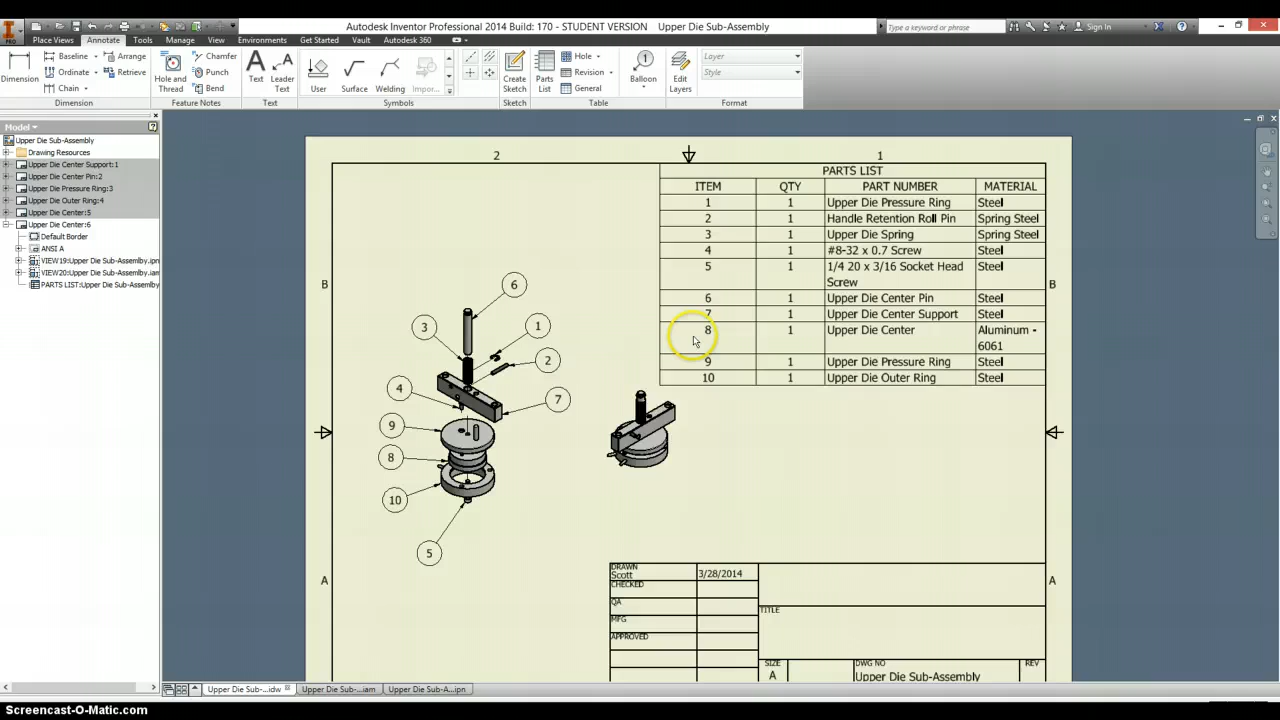 Autodesk Inventor Professional 2014 Build: 170 - STUDENT VERSION Upper Die Sub-Assembly
Type a keyword or phrase
Sign In
PRO
Place Views Annotate Tools Manage View Environments Get Started Vault Autodesk 360
Dimension
Baseline
Ordinate
Chain
Arrange
Retrieve
Dimension
Hole and Thread
Chamfer
Punch
Bend
Feature Notes
Text
Leader Text
Text
User
Surface
Welding
Impor...
Symbols
Create Sketch
Sketch
Parts List
Hole
Revision
General
Table
Balloon
Edit Layers
Layer
Style
Format
Model
Upper Die Sub-Assembly
Drawing Resources
Upper Die Center Support:1
Upper Die Center Pin:2
Upper Die Pressure Ring:3
Upper Die Outer Ring:4
Upper Die Center:5
Upper Die Center:6
Default Border
ANSI A
VIEW19:Upper Die Sub-Assemlby.ipn
VIEW20:Upper Die Sub-Assemlby.iam
PARTS LIST:Upper Die Sub-Assemlby
2 1
PARTS LIST
ITEM QTY PART NUMBER MATERIAL
1 1 Upper Die Pressure Ring Steel
2 1 Handle Retention Roll Pin Spring Steel
3 1 Upper Die Spring Spring Steel
4 1 #8-32 x 0.7 Screw Steel
5 1 1/4 20 x 3/16 Socket Head Steel
Screw
6 1 Upper Die Center Pin Steel
7 1 Upper Die Center Support Steel
8 1 Upper Die Center Aluminum -
6061
9 1 Upper Die Pressure Ring Steel
10 1 Upper Die Outer Ring Steel
B B
6
3
1
2
4
7
9
8
10
5
A A
DRAWN
Scott 3/28/2014
CHECKED
QA
MFG
APPROVED
TITLE
SIZE
A
DWG NO
Upper Die Sub-Assembly
REV
Upper Die Sub-...idw Upper Die Sub-...iam Upper Die Sub-A...ipn
Screencast-O-Matic.com